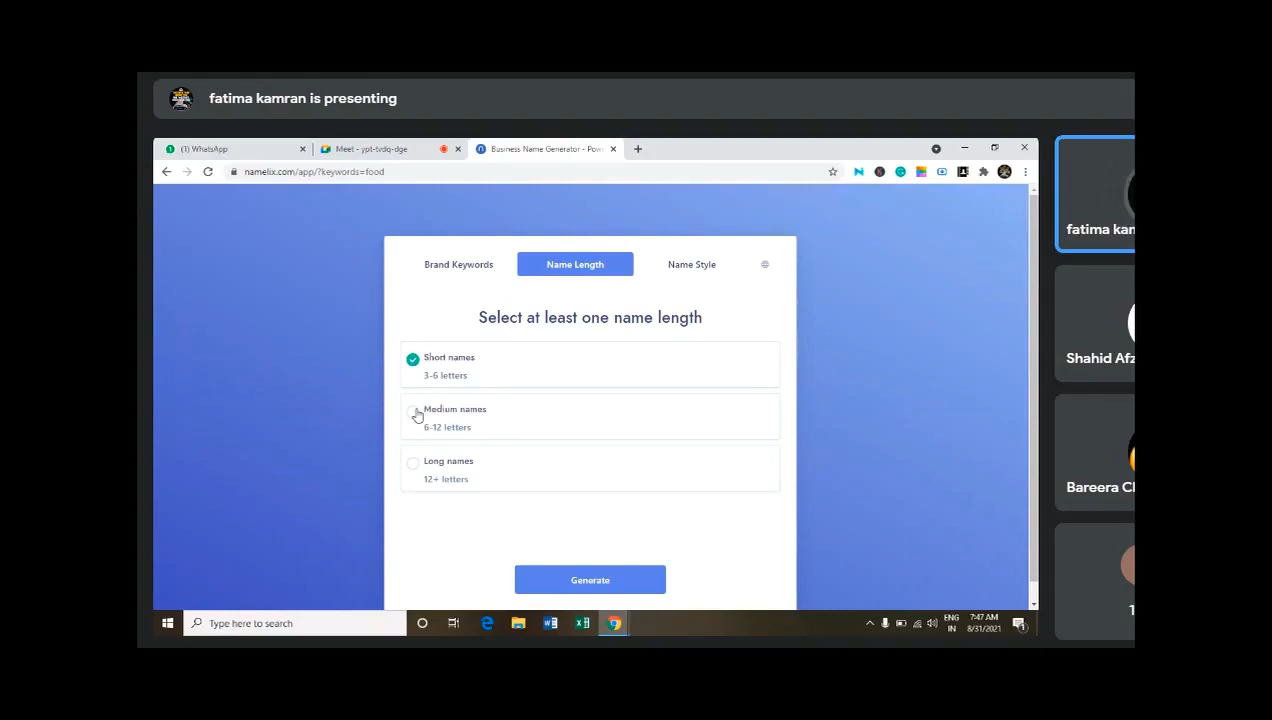 fatima kamran is presenting
(1) WhatsApp
Meet - ypt-tvdq-dge
Business Name Generator - Pow
namelix.com/app/?keywords=food
fatima kam
Brand Keywords
Name Length
Name Style
Select at least one name length
Short names
3-6 letters
Shahid Afz
Medium names
6-12 letters
Long names
12+ letters
Bareera Ch
Generate
1
Type here to search
ENG
IN
7:47 AM
8/31/2021